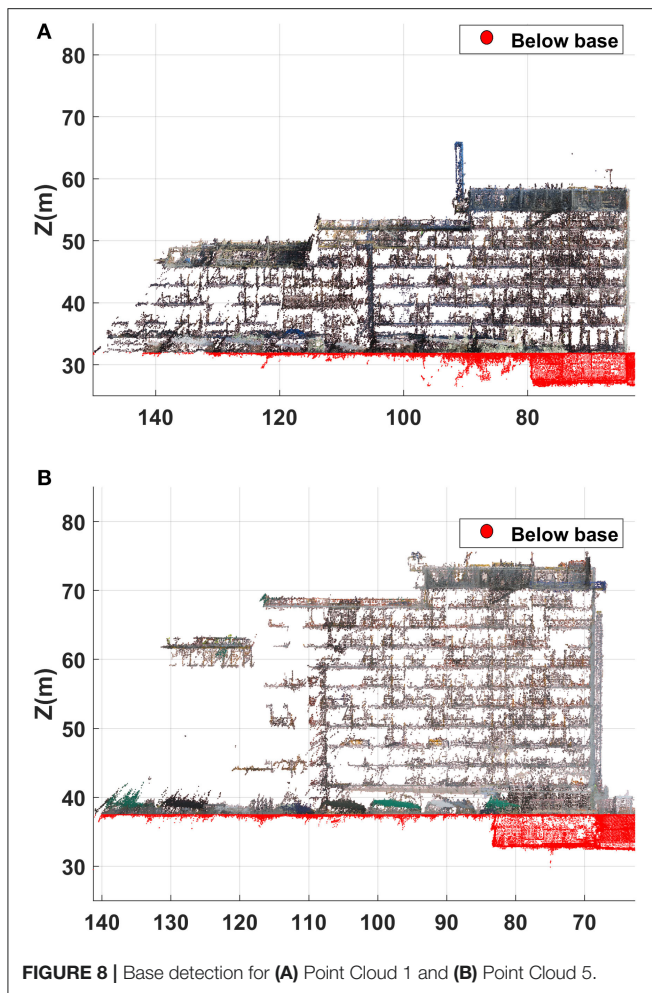 A
Below base
80
70
60
50
40
30
Z(m)
140 120 100 80
B
Below base
80
70
60
50
40
30
Z(m)
140 130 120 110 100 90 80 70
FIGURE 8 | Base detection for (A) Point Cloud 1 and (B) Point Cloud 5.